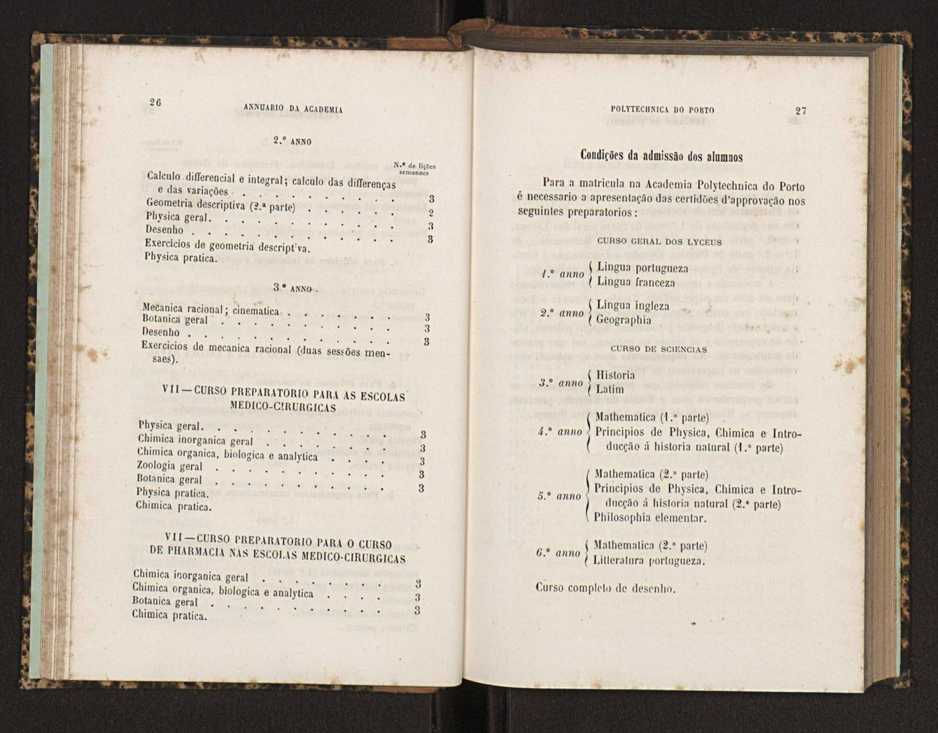 26
ANNUARIO DA ACADEMIA
2.º ANNO
N.º de lições
semanaes
Calculo differencial e integral; calculo das differenças
e das variações . . . . . . . . . . 3
Geometria descriptiva (2.ª parte) . . . . . . 2
Physica geral. . . . . . . . . . . 3
Desenho . . . . . . . . . . . . 3
Exercicios de geometria descriptiva.
Physica pratica.
3.º ANNO
Mecanica racional; cinematica . . . . . . . 3
Botanica geral . . . . . . . . . . . 3
Desenho . . . . . . . . . . . . 3
Exercicios de mecanica racional (duas sessões men-
saes).
VII—CURSO PREPARATORIO PARA AS ESCOLAS
MEDICO-CIRURGICAS
Physica geral. . . . . . . . . . . 3
Chimica inorganica geral . . . . . . . . 3
Chimica organica, biologica e analytica . . . . 3
Zoologia geral . . . . . . . . . . . 3
Botanica geral . . . . . . . . . . . 3
Physica pratica.
Chimica pratica.
VII—CURSO PREPARATORIO PARA O CURSO
DE PHARMACIA NAS ESCOLAS MEDICO-CIRURGICAS
Chimica inorganica geral . . . . . . . . 3
Chimica organica, biologica e analytica . . . . 3
Botanica geral . . . . . . . . . . . 3
Chimica pratica.
POLYTECHNICA DO PORTO
27
Condições da admissão dos alumnos
Para a matricula na Academia Polytechnica do Porto
é necessario a apresentação das certidões d'approvação nos
seguintes preparatorios:
CURSO GERAL DOS LYCEUS
1.º anno { Lingua portugueza
Lingua franceza
2.º anno { Lingua ingleza
Geographia
CURSO DE SCIENCIAS
3.º anno { Historia
Latim
Mathematica (1.ª parte)
4.º anno { Principios de Physica, Chimica e Intro-
ducção á historia natural (1.ª parte)
Mathematica (2.ª parte)
5.º anno { Principios de Physica, Chimica e Intro-
ducção á historia natural (2.ª parte)
Philosophia elementar.
6.º anno { Mathematica (2.ª parte)
Litteratura portugueza.
Curso completo de desenho.